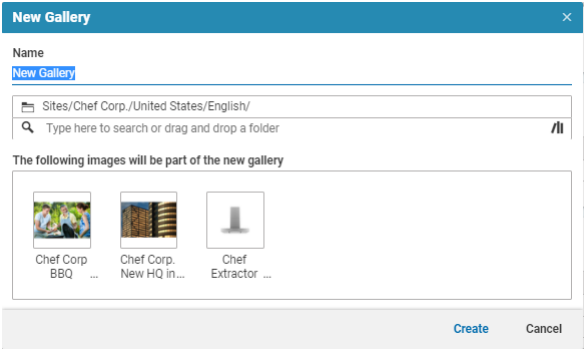 New Gallery
Name
New Gallery
Sites/Chef Corp./United States/English/
Type here to search or drag and drop a folder
The following images will be part of the new gallery
Chef Corp BBQ ...
Chef Corp. New HQ in...
Chef Extractor ...
Create Cancel